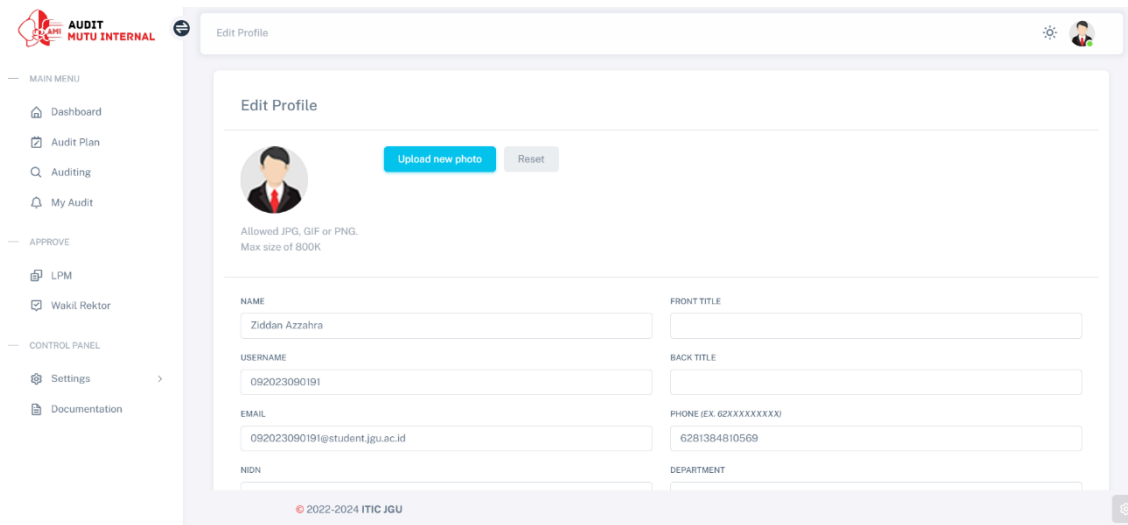 AMI
AUDIT
MUTU INTERNAL
MAIN MENU
Dashboard
Audit Plan
Auditing
My Audit
APPROVE
LPM
Wakil Rektor
CONTROL PANEL
Settings
Documentation
Edit Profile
Edit Profile
Upload new photo
Reset
Allowed JPG, GIF or PNG.
Max size of 800K
NAME
Ziddan Azzahra
FRONT TITLE
USERNAME
092023090191
BACK TITLE
EMAIL
092023090191@student.jgu.ac.id
PHONE (EX. 62XXXXXXXXX)
6281384810569
NIDN
DEPARTMENT
© 2022-2024 ITIC JGU